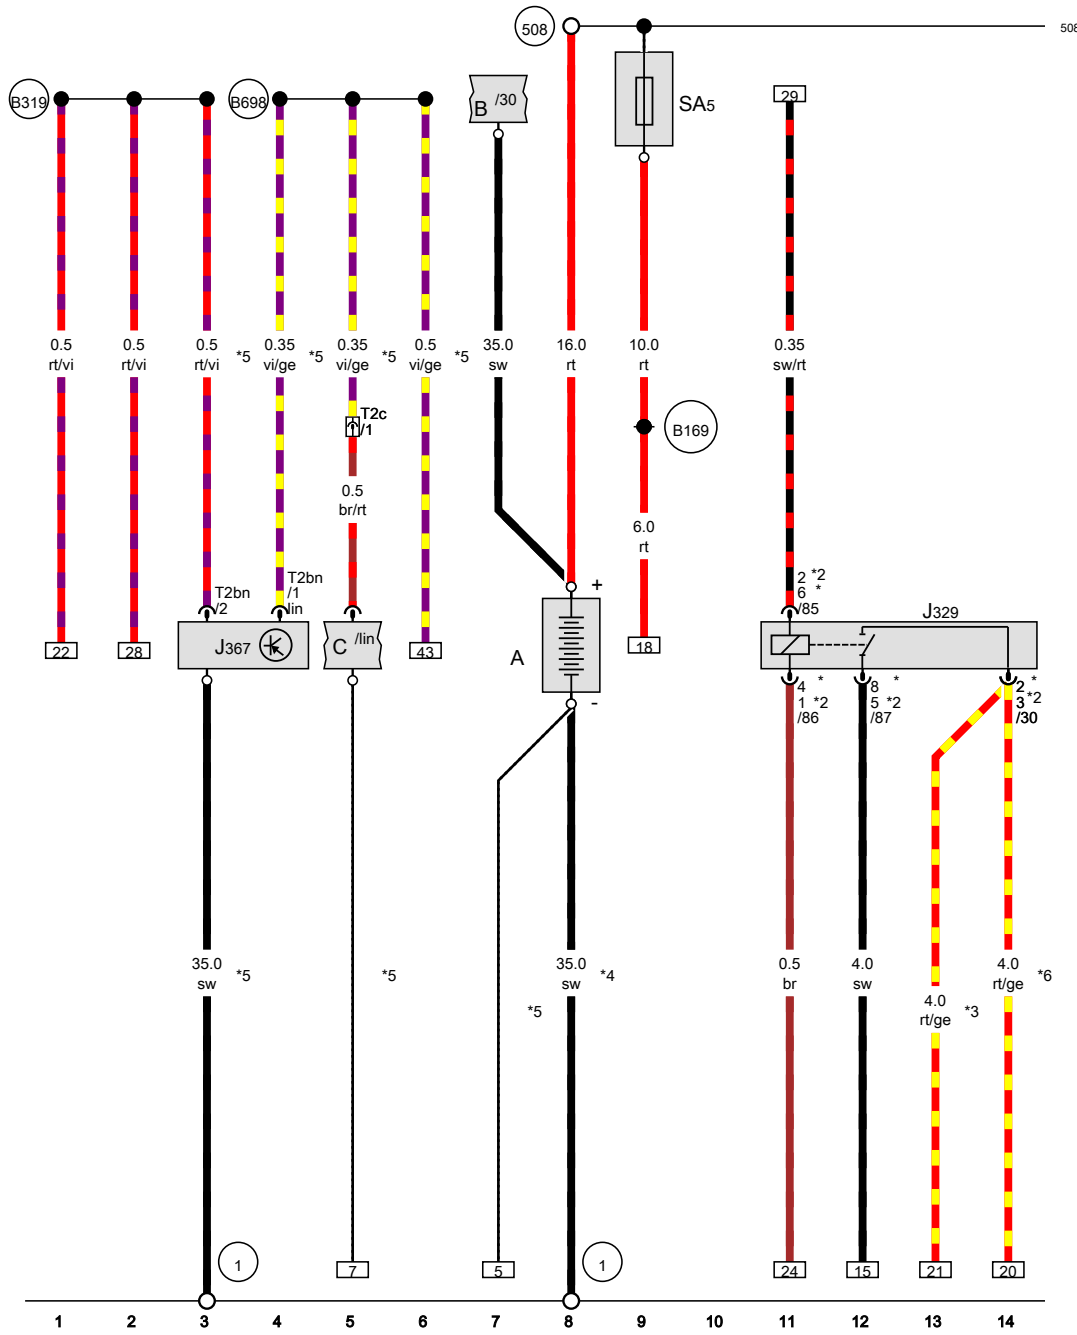 508
508
B319
B698
B /30
SA5
29
0.5
rt/vi
0.5
rt/vi
0.5
rt/vi
*5
0.35
vi/ge
*5
0.35
vi/ge
*5
0.5
vi/ge
*5
35.0
sw
16.0
rt
10.0
rt
0.35
sw/rt
T2c
/1
B169
0.5
br/rt
6.0
rt
T2bn
/2
T2bn
/1
lin
+
2 *2
6 *
/85
J329
22
28
J367
C /lin
43
A
18
-
4 *
1 *2
/86
8 *
5 *2
/87
2 *
3 *2
/30
35.0
sw
*5
*5
*5
35.0
sw
*4
0.5
br
4.0
sw
4.0
rt/ge
*3
4.0
rt/ge
*6
1
7
5
1
24
15
21
20
1 2 3 4 5 6 7 8 9 10 11 12 13 14